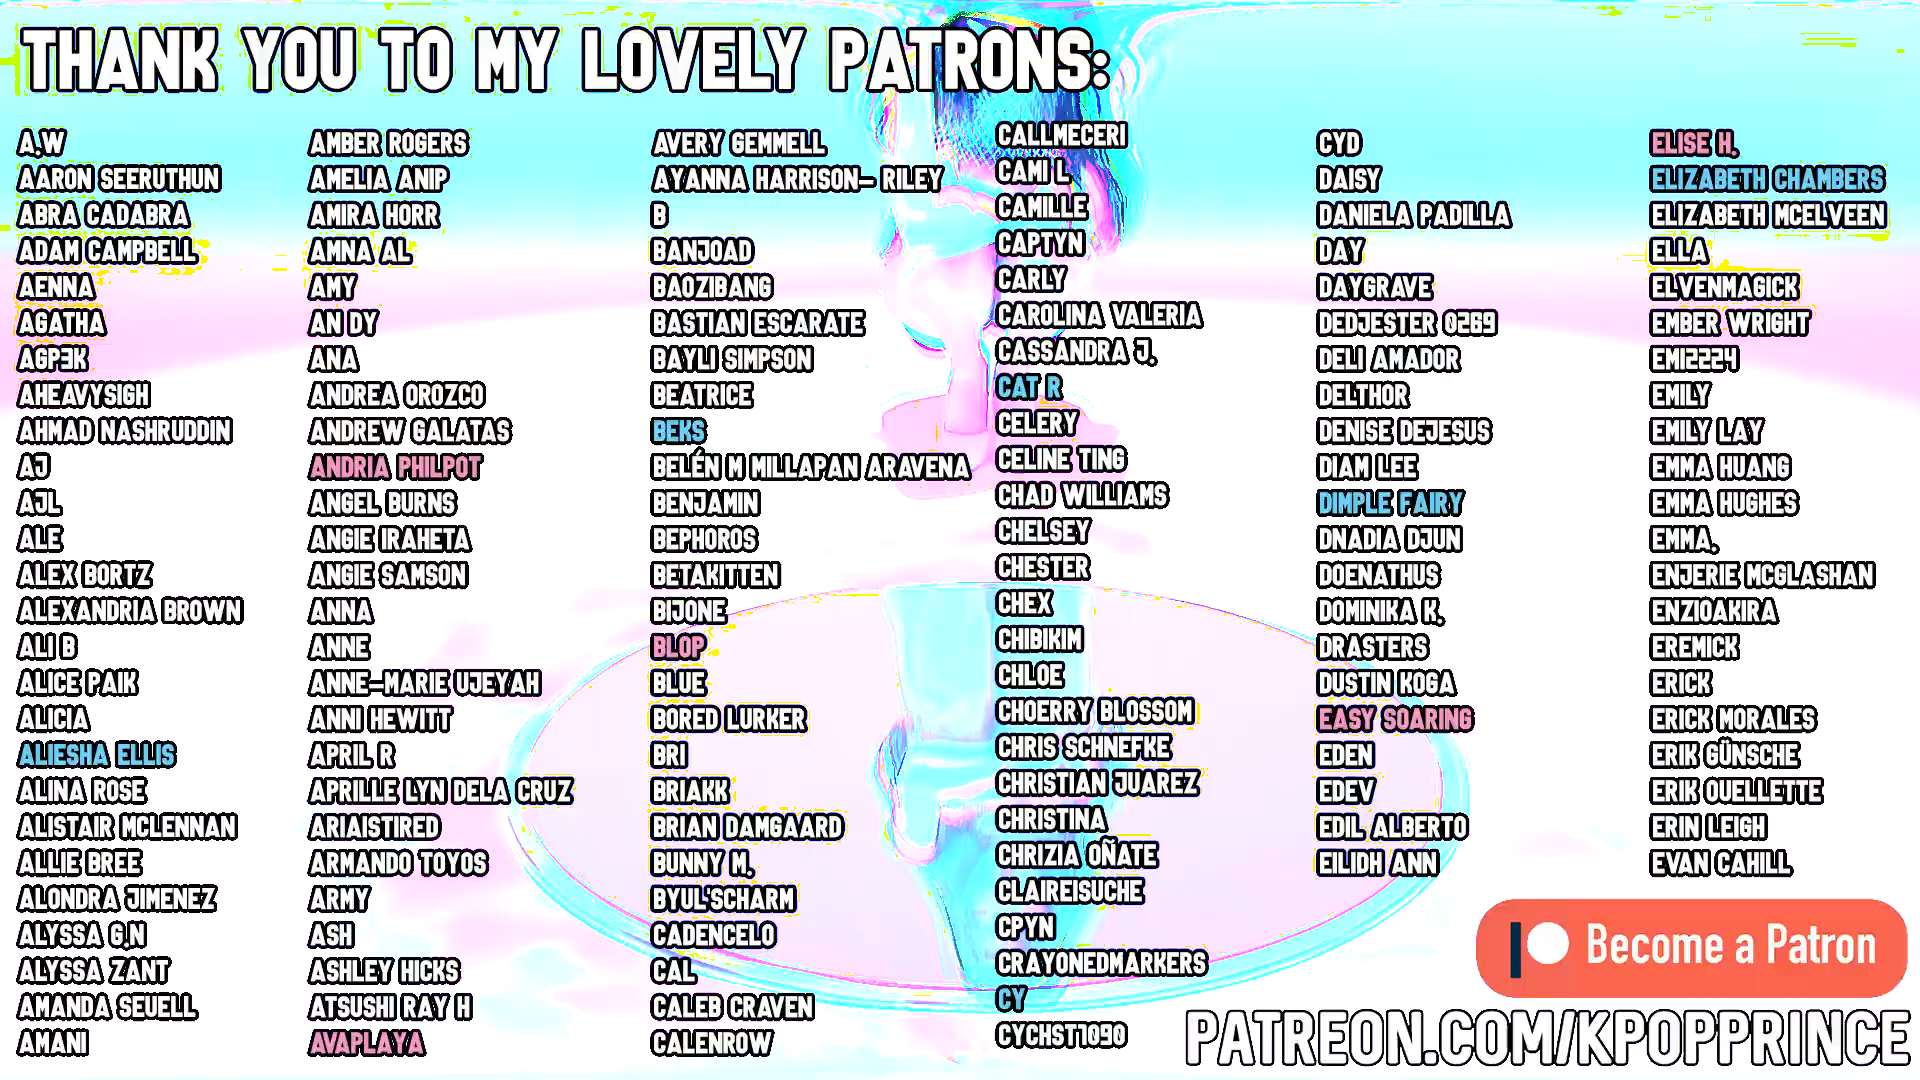 THANK YOU TO MY LOVELY PATRONS:
A.W
AARON SEERUTHUN
ABRA CADABRA
ADAM CAMPBELL
AENNA
AGATHA
AGP3K
AHEAVYSIGH
AHMAD NASHRUDDIN
AJ
AJL
ALE
ALEX BORTZ
ALEXANDRIA BROWN
ALI B
ALICE PAIK
ALICIA
ALIESHA ELLIS
ALINA ROSE
ALISTAIR MCLENNAN
ALLIE BREE
ALONDRA JIMENEZ
ALYSSA G.N
ALYSSA ZANT
AMANDA SEUELL
AMANI
AMBER ROGERS
AMELIA ANIP
AMIRA HORR
AMNA AL
AMY
AN DY
ANA
ANDREA OROZCO
ANDREW GALATAS
ANDRIA PHILPOT
ANGEL BURNS
ANGIE IRAHETA
ANGIE SAMSON
ANNA
ANNE
ANNE-MARIE UJEYAH
ANNI HEWITT
APRIL R
APRILLE LYN DELA CRUZ
ARIAISTIRED
ARMANDO TOYOS
ARMY
ASH
ASHLEY HICKS
ATSUSHI RAY H
AVAPLAYA
AVERY GEMMELL
AYANNA HARRISON- RILEY
B
BANJOAD
BAOZIBANG
BASTIAN ESCARATE
BAYLI SIMPSON
BEATRICE
BEKS
BELÉN M MILLAPAN ARAVENA
BENJAMIN
BEPHOROS
BETAKITTEN
BIJONE
BLOP
BLUE
BORED LURKER
BRI
BRIAKK
BRIAN DAMGAARD
BUNNY M.
BYUL'SCHARM
CADENCELO
CAL
CALEB CRAVEN
CALENROW
CALLMECERI
CAMI L
CAMILLE
CAPTYN
CARLY
CAROLINA VALERIA
CASSANDRA J.
CAT R
CELERY
CELINE TING
CHAD WILLIAMS
CHELSEY
CHESTER
CHEX
CHIBIKIM
CHLOE
CHOERRY BLOSSOM
CHRIS SCHNEFKE
CHRISTIAN JUAREZ
CHRISTINA
CHRIZIA OÑATE
CLAIREISUCHE
CPYN
CRAYONEDMARKERS
CY
CYCHST1090
CYD
DAISY
DANIELA PADILLA
DAY
DAYGRAVE
DEDJESTER 0269
DELI AMADOR
DELTHOR
DENISE DEJESUS
DIAM LEE
DIMPLE FAIRY
DNADIA DJUN
DOENATHUS
DOMINIKA K.
DRASTERS
DUSTIN KOGA
EASY SOARING
EDEN
EDEV
EDIL ALBERTO
EILIDH ANN
ELISE H.
ELIZABETH CHAMBERS
ELIZABETH MCELVEEN
ELLA
ELVENMAGICK
EMBER WRIGHT
EMI2224
EMILY
EMILY LAY
EMMA HUANG
EMMA HUGHES
EMMA.
ENJERIE MCGLASHAN
ENZIOAKIRA
EREMICK
ERICK
ERICK MORALES
ERIK GÜNSCHE
ERIK OUELLETTE
ERIN LEIGH
EVAN CAHILL
Become a Patron
PATREON.COM/KPOPPRINCE